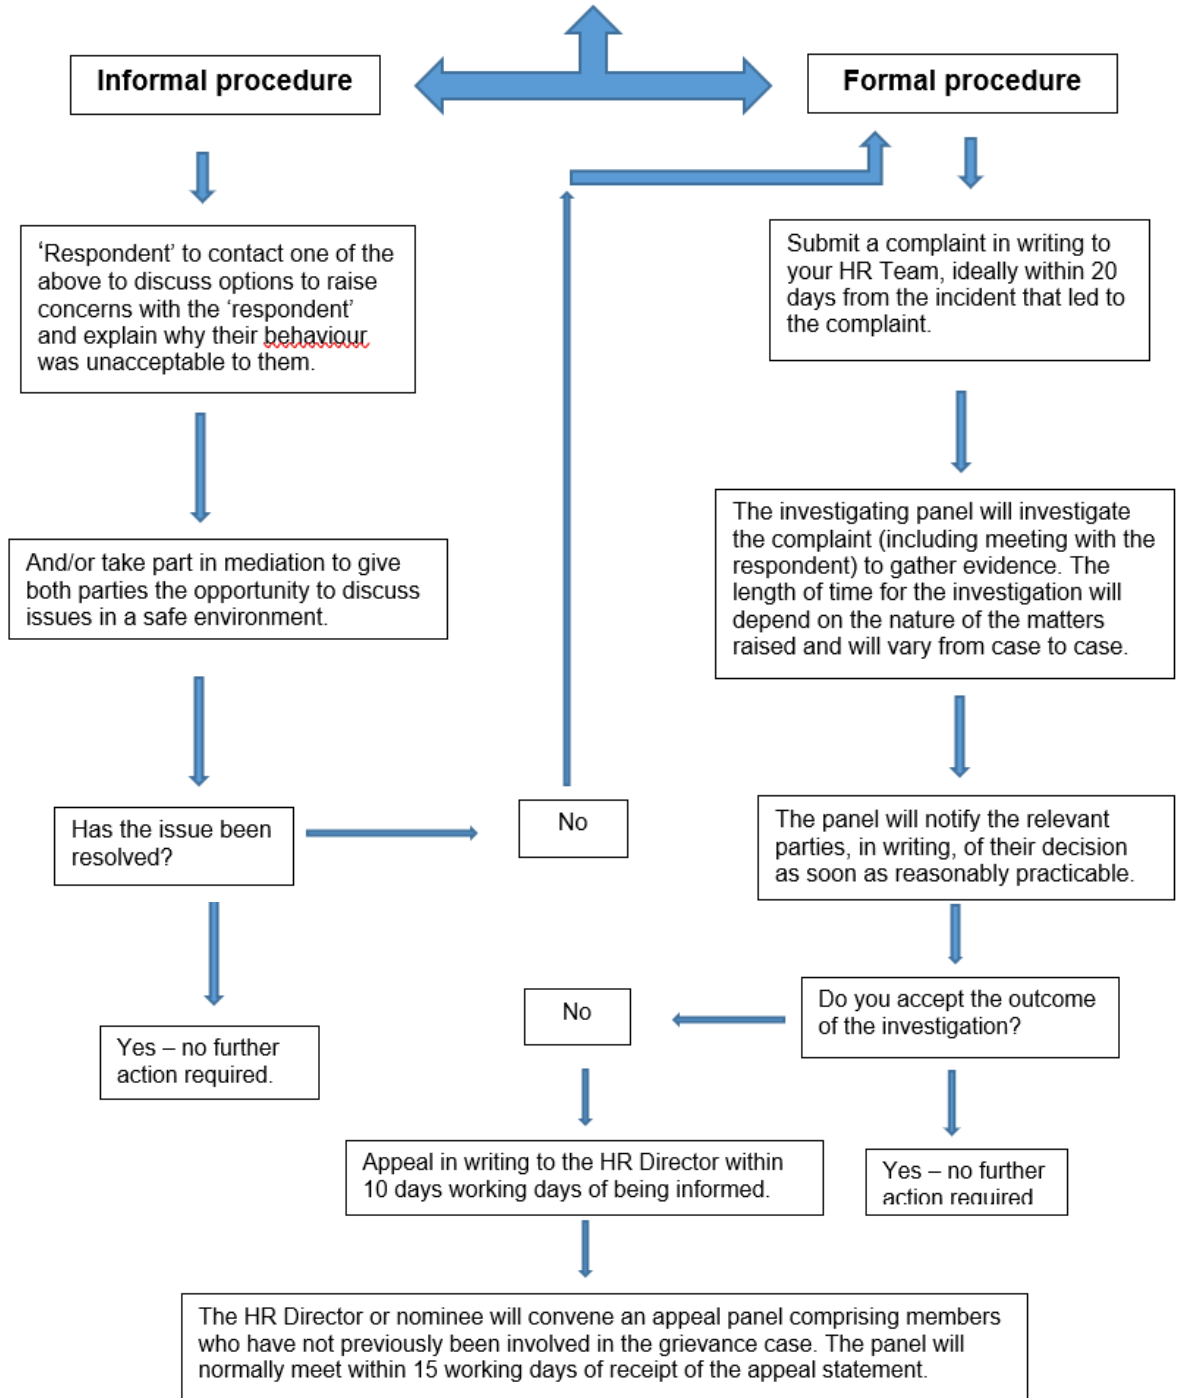 Informal procedure
Formal procedure
‘Respondent’ to contact one of the
above to discuss options to raise
concerns with the ‘respondent’
and explain why their behaviour
was unacceptable to them.
Submit a complaint in writing to
your HR Team, ideally within 20
days from the incident that led to
the complaint.
And/or take part in mediation to give
both parties the opportunity to discuss
issues in a safe environment.
The investigating panel will investigate
the complaint (including meeting with the
respondent) to gather evidence. The
length of time for the investigation will
depend on the nature of the matters
raised and will vary from case to case.
Has the issue been
resolved?
No
The panel will notify the relevant
parties, in writing, of their decision
as soon as reasonably practicable.
Do you accept the outcome
of the investigation?
No
Yes – no further
action required.
Appeal in writing to the HR Director within
10 days working days of being informed.
Yes – no further
action required
The HR Director or nominee will convene an appeal panel comprising members
who have not previously been involved in the grievance case. The panel will
normally meet within 15 working days of receipt of the appeal statement.